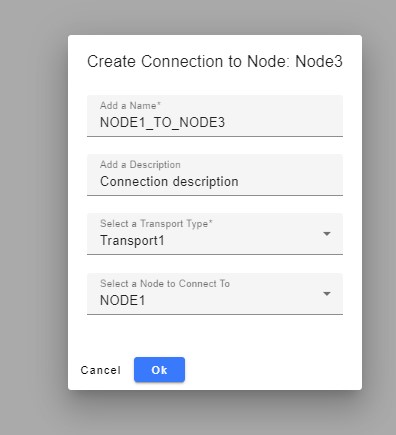 Create Connection to Node: Node3
Add a Name*
NODE1_TO_NODE3
Add a Description
Connection description
Select a Transport Type*
Transport1
Select a Node to Connect To
NODE1
Cancel Ok